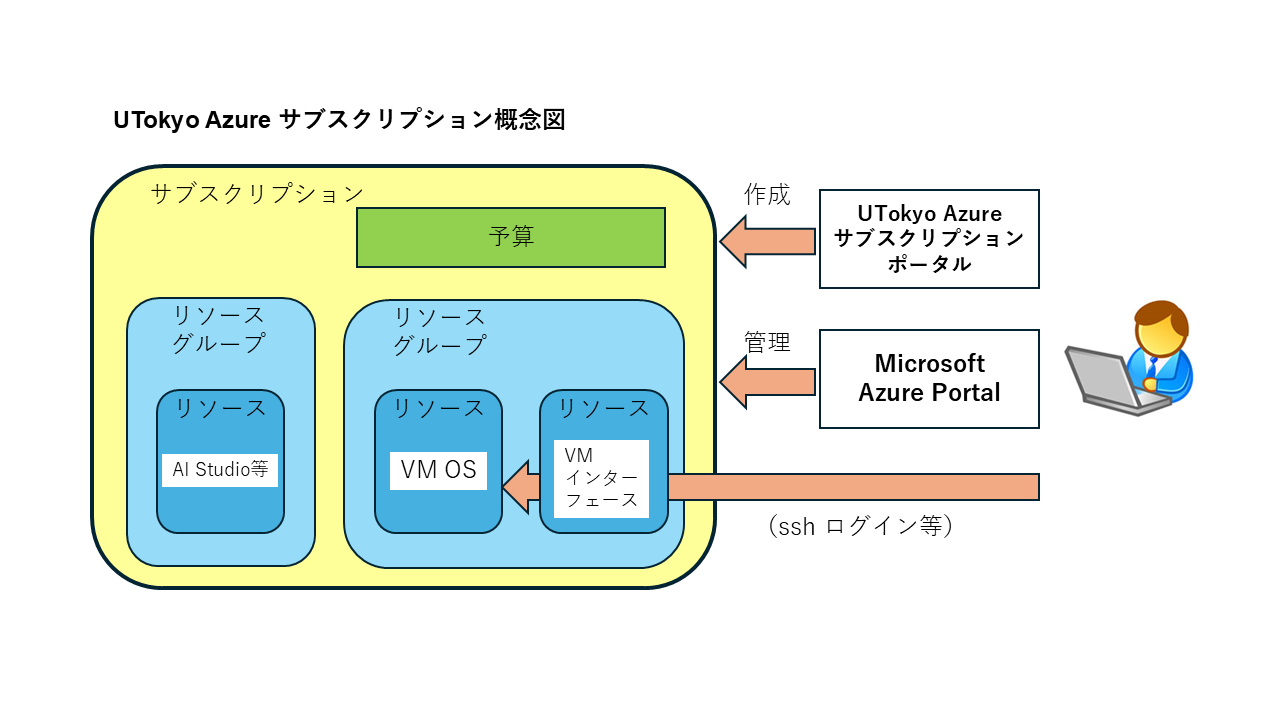 UTokyo Azure サブスクリプション概念図
サブスクリプション
予算
リソース
グループ
リソース
AI Studio等
リソース
グループ
リソース
VM OS
リソース
VM
インター
フェース
作成
UTokyo Azure
サブスクリプション
ポータル
管理
Microsoft
Azure Portal
（ssh ログイン等）